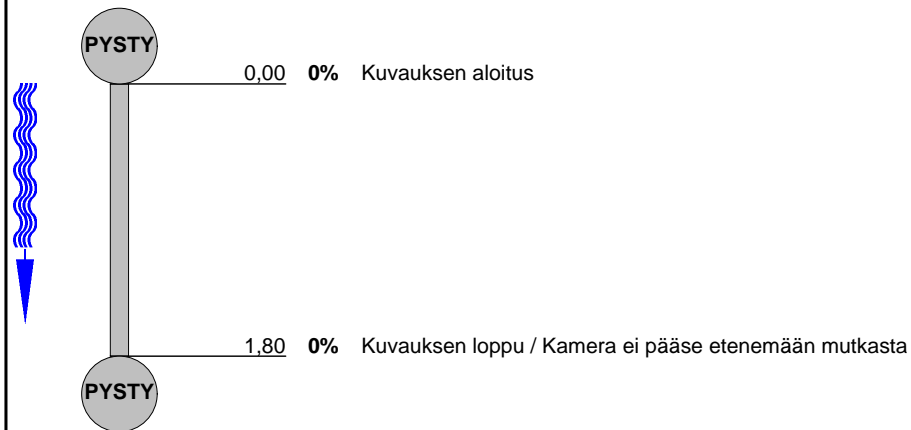 PYSTY
0,00 0% Kuvauksen aloitus
1,80 0% Kuvauksen loppu / Kamera ei pääse etenemään mutkasta
PYSTY